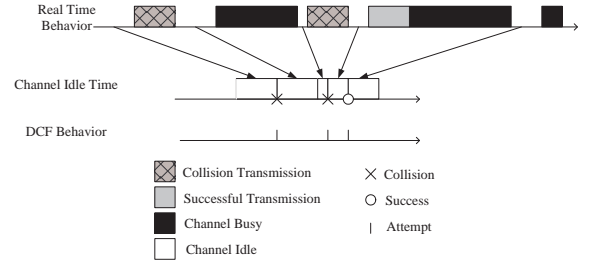 Real Time
Behavior
Channel Idle Time
DCF Behavior
Collision Transmission
Collision
Successful Transmission
Success
Channel Busy
Attempt
Channel Idle